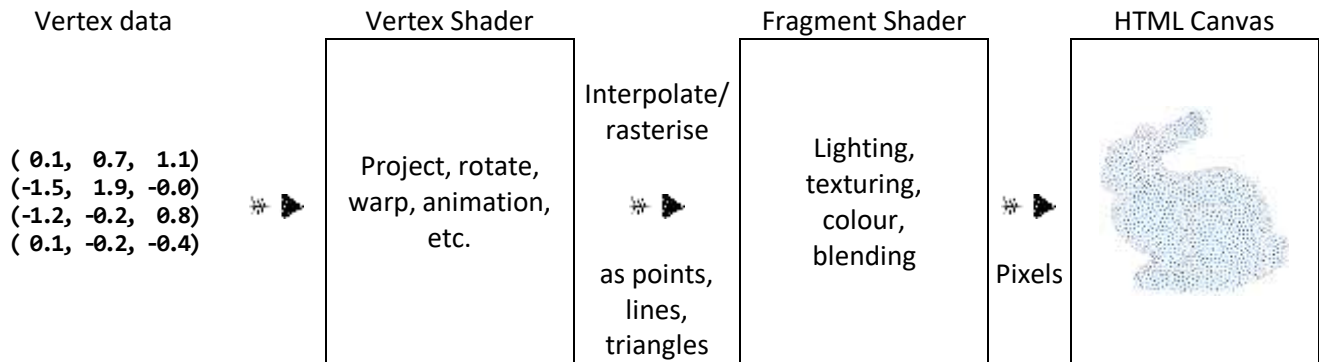 Vertex data
Vertex Shader
Fragment Shader
HTML Canvas
( 0.1, 0.7, 1.1)
(-1.5, 1.9, -0.0)
(-1.2, -0.2, 0.8)
( 0.1, -0.2, -0.4)
Project, rotate,
warp, animation,
etc.
Interpolate/
rasterise
as points,
lines,
triangles
Lighting,
texturing,
colour,
blending
Pixels